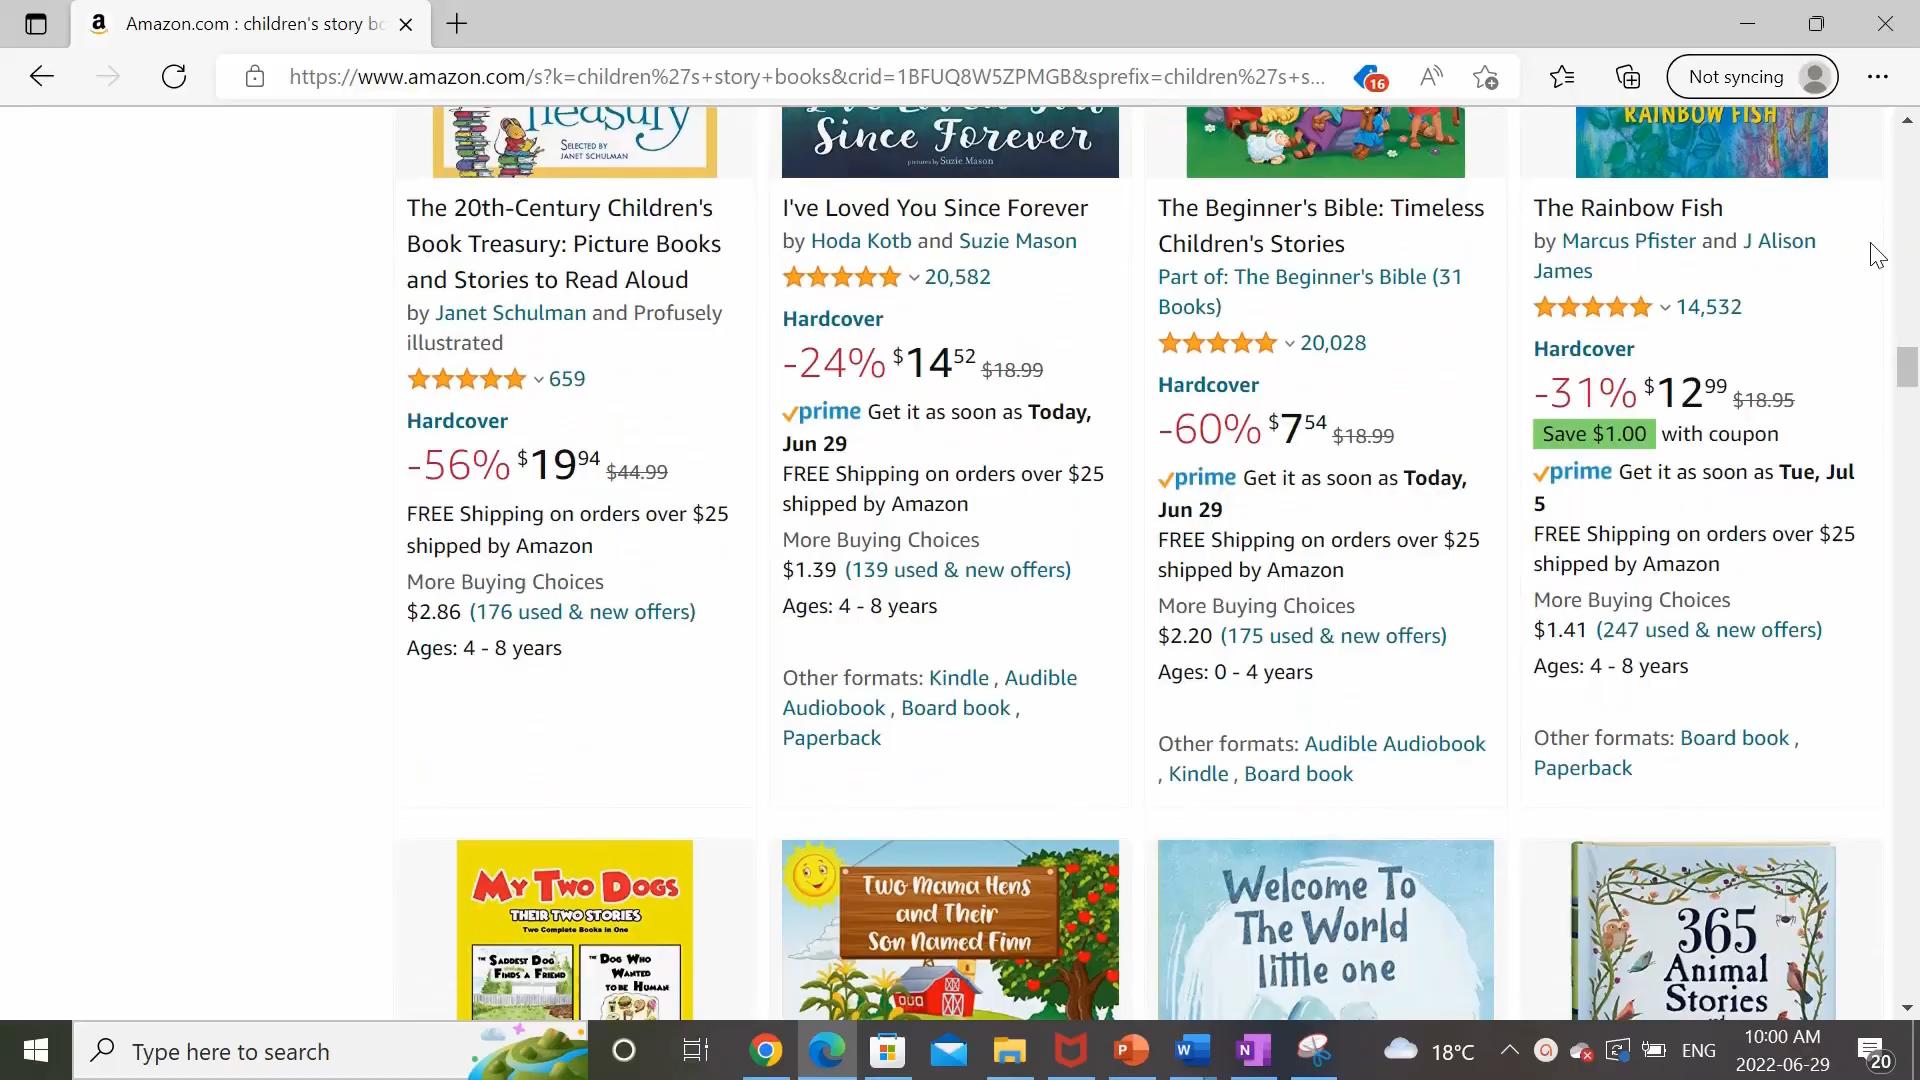 Amazon.com : children's story bo
https://www.amazon.com/s?k=children%27s+story+books&crid=1BFUQ8W5ZPMGB&sprefix=children%27s+s...
16
Not syncing
Treasury
SELECTED BY
JANET SCHULMAN
Since Forever
pictures by Suzie Mason
RAINBOW FISH
The 20th-Century Children's
Book Treasury: Picture Books
and Stories to Read Aloud
by Janet Schulman and Profusely
illustrated
659
Hardcover
-56% $19 94 $44.99
FREE Shipping on orders over $25
shipped by Amazon
More Buying Choices
$2.86 (176 used & new offers)
Ages: 4 - 8 years
I've Loved You Since Forever
by Hoda Kotb and Suzie Mason
20,582
Hardcover
-24% $14 52 $18.99
prime Get it as soon as Today,
Jun 29
FREE Shipping on orders over $25
shipped by Amazon
More Buying Choices
$1.39 (139 used & new offers)
Ages: 4 - 8 years
Other formats: Kindle , Audible
Audiobook , Board book ,
Paperback
The Beginner's Bible: Timeless
Children's Stories
Part of: The Beginner's Bible (31
Books)
20,028
Hardcover
-60% $7 54 $18.99
prime Get it as soon as Today,
Jun 29
FREE Shipping on orders over $25
shipped by Amazon
More Buying Choices
$2.20 (175 used & new offers)
Ages: 0 - 4 years
Other formats: Audible Audiobook
, Kindle , Board book
The Rainbow Fish
by Marcus Pfister and J Alison
James
14,532
Hardcover
-31% $12 99 $18.95
Save $1.00 with coupon
prime Get it as soon as Tue, Jul
5
FREE Shipping on orders over $25
shipped by Amazon
More Buying Choices
$1.41 (247 used & new offers)
Ages: 4 - 8 years
Other formats: Board book ,
Paperback
My Two Dogs
THEIR TWO STORIES
Two Complete Books in One
THE SADDEST DOG
FINDS A FRIEND
THE DOG WHO
WANTED
TO BE HUMAN
Two Mama Hens
and Their
Son Named Finn
Welcome To
The World
little one
365
Animal
Stories
Type here to search
18°C
ENG
10:00 AM
2022-06-29
20